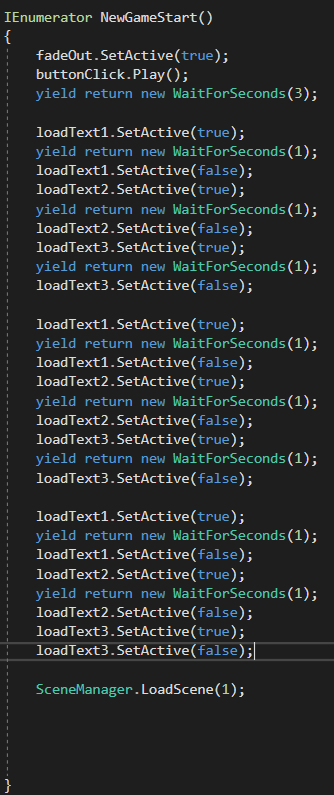 IEnumerator NewGameStart()
{
fadeOut.SetActive(true);
buttonClick.Play();
yield return new WaitForSeconds(3);
loadText1.SetActive(true);
yield return new WaitForSeconds(1);
loadText1.SetActive(false);
loadText2.SetActive(true);
yield return new WaitForSeconds(1);
loadText2.SetActive(false);
loadText3.SetActive(true);
yield return new WaitForSeconds(1);
loadText3.SetActive(false);
loadText1.SetActive(true);
yield return new WaitForSeconds(1);
loadText1.SetActive(false);
loadText2.SetActive(true);
yield return new WaitForSeconds(1);
loadText2.SetActive(false);
loadText3.SetActive(true);
yield return new WaitForSeconds(1);
loadText3.SetActive(false);
loadText1.SetActive(true);
yield return new WaitForSeconds(1);
loadText1.SetActive(false);
loadText2.SetActive(true);
yield return new WaitForSeconds(1);
loadText2.SetActive(false);
loadText3.SetActive(true);
loadText3.SetActive(false);
SceneManager.LoadScene(1);
}